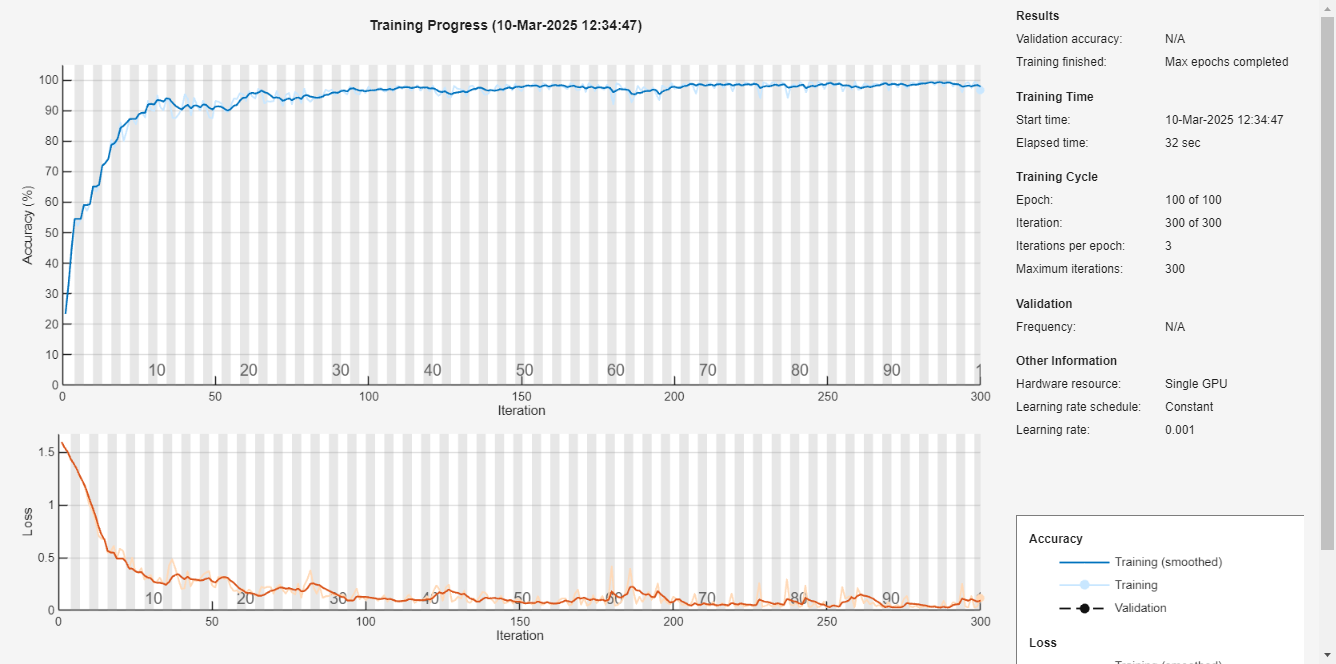 Training Progress (10-Mar-2025 12:34:47)
Accuracy (%)
100
90
80
70
60
50
40
30
20
10
0
10 20 30 40 50 60 70 80 90 1
0 50 100 150 200 250 300
Iteration
Loss
1.5
1
0.5
0
10 20 30 40 50 60 70 80 90
0 50 100 150 200 250 300
Iteration
Results
Validation accuracy: N/A
Training finished: Max epochs completed
Training Time
Start time: 10-Mar-2025 12:34:47
Elapsed time: 32 sec
Training Cycle
Epoch: 100 of 100
Iteration: 300 of 300
Iterations per epoch: 3
Maximum iterations: 300
Validation
Frequency: N/A
Other Information
Hardware resource: Single GPU
Learning rate schedule: Constant
Learning rate: 0.001
Accuracy
Training (smoothed)
Training
Validation
Loss